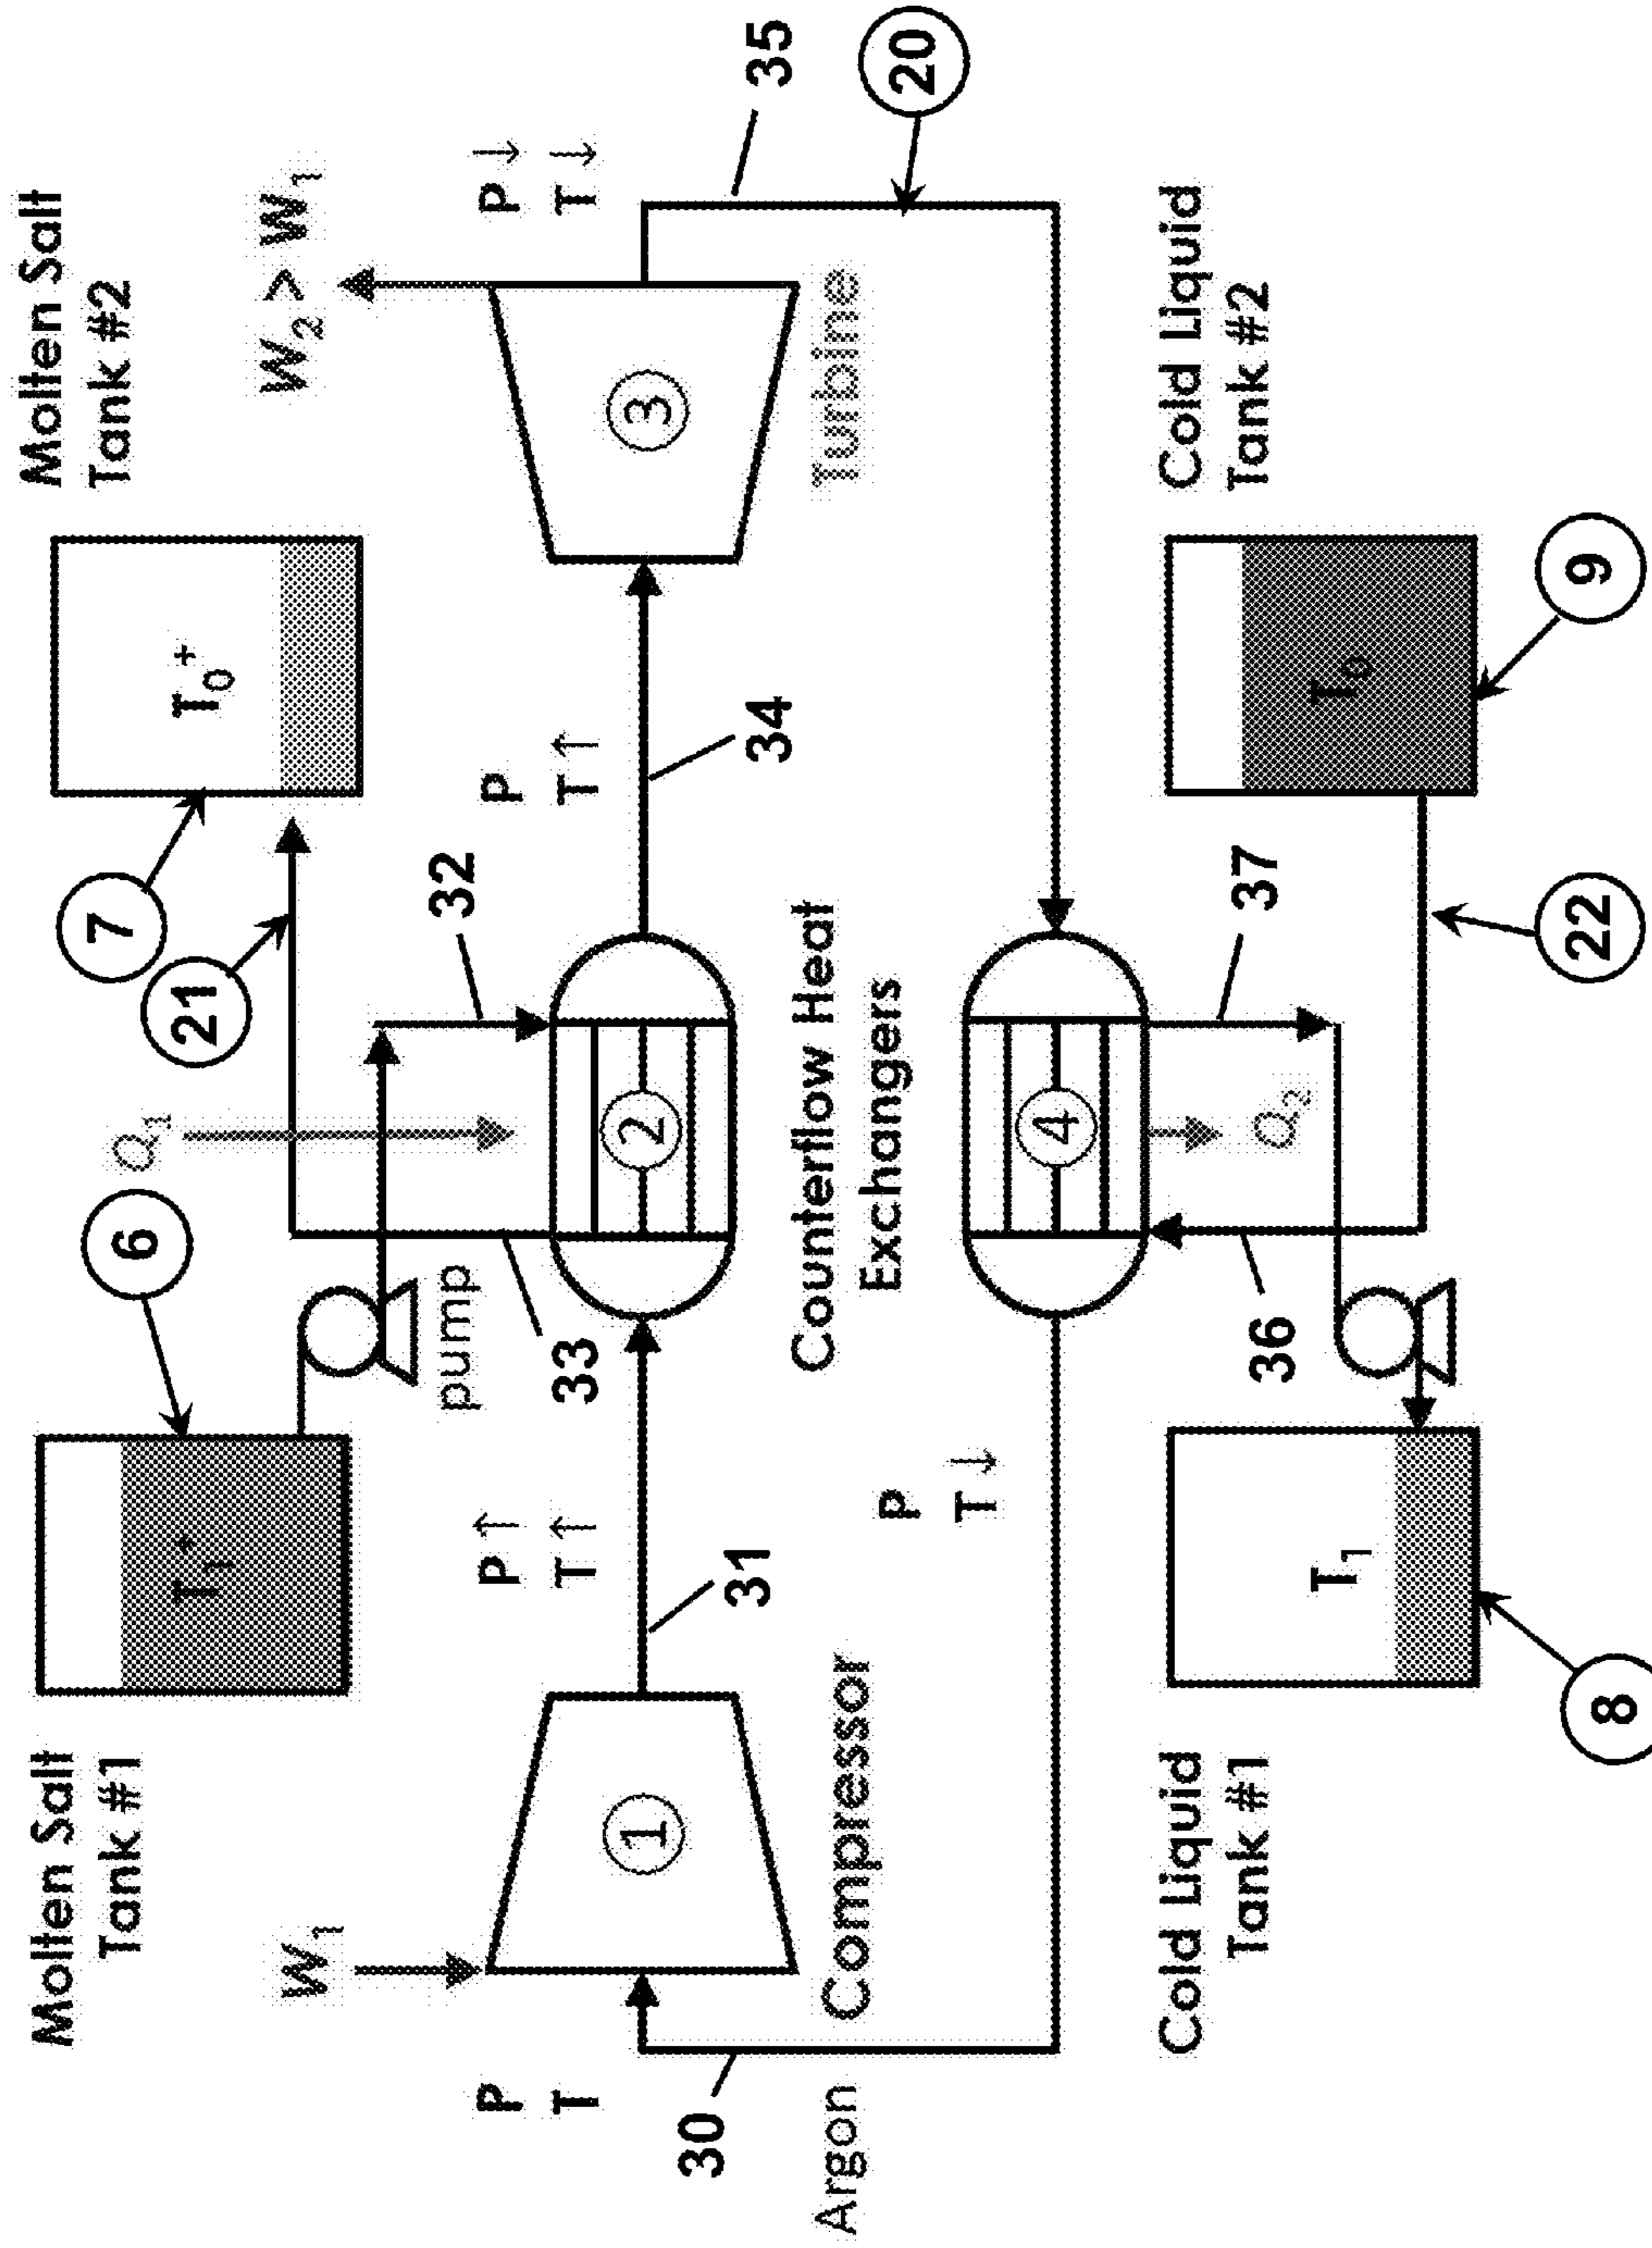 Molten Salt
Tank #1
6
Q1
21
7
Molten Salt
Tank #2
T1+
T0+
W1
pump
33
32
W2 > W1
P
T
P↑
T↑
P
T↑
P↓
T↓
1
31
2
34
3
35
30
Argon
Compressor
Counterflow Heat
Exchangers
Turbine
20
P
T↓
4
Cold Liquid
Tank #1
T1
36
Q2
37
T0
Cold Liquid
Tank #2
8
22
9